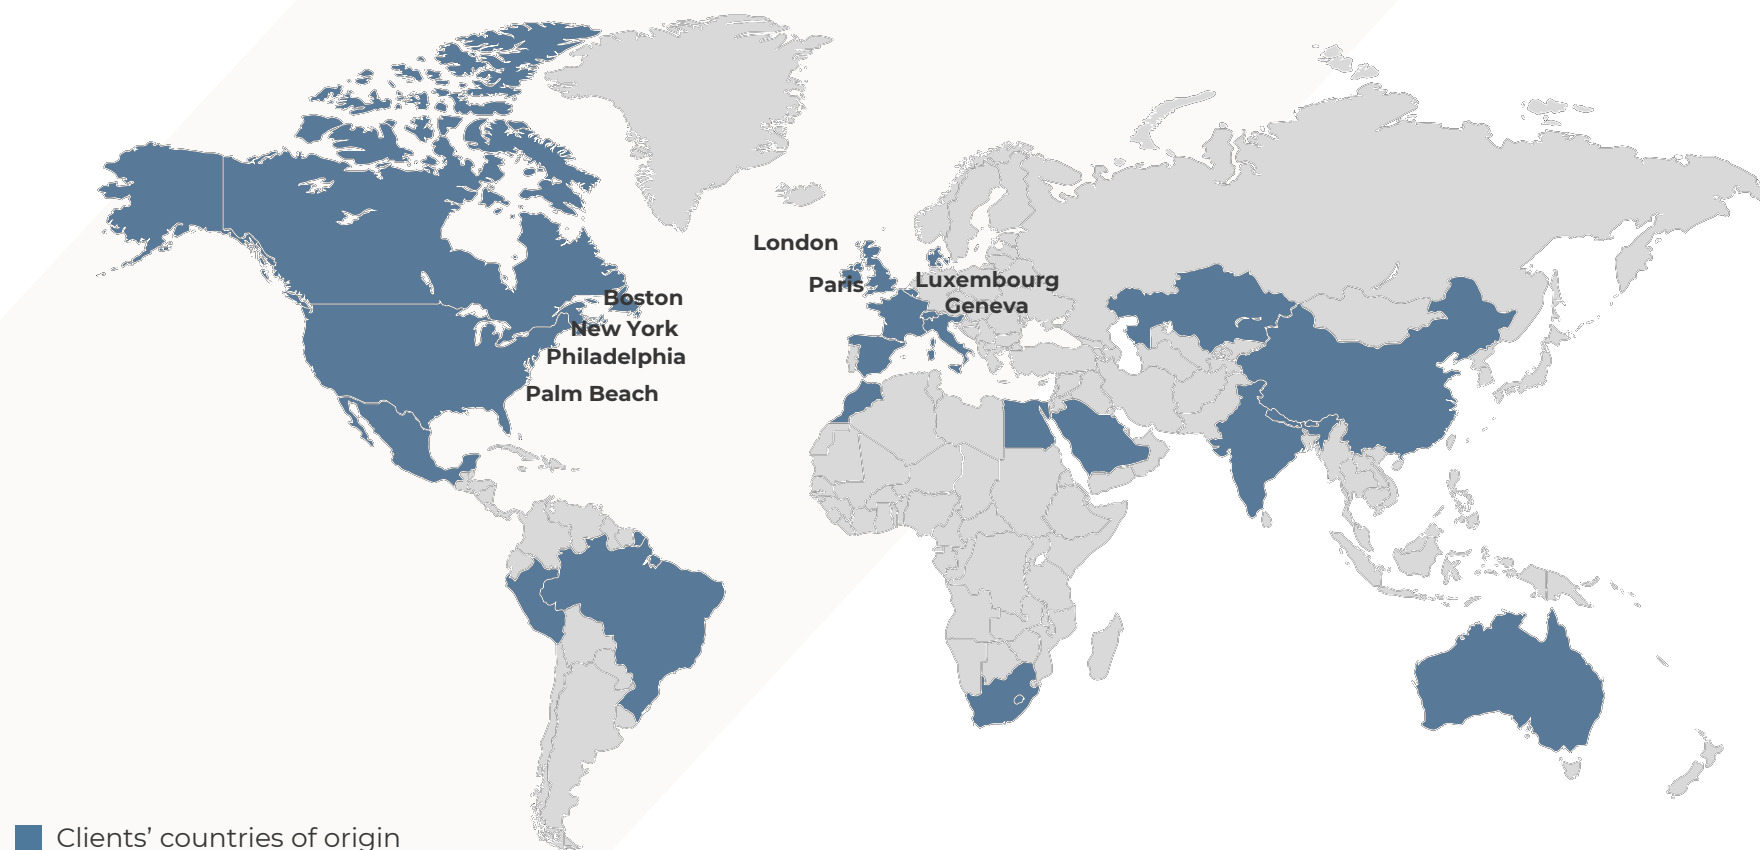 London
Paris
Luxembourg
Geneva
Boston
New York
Philadelphia
Palm Beach
Clients’ countries of origin